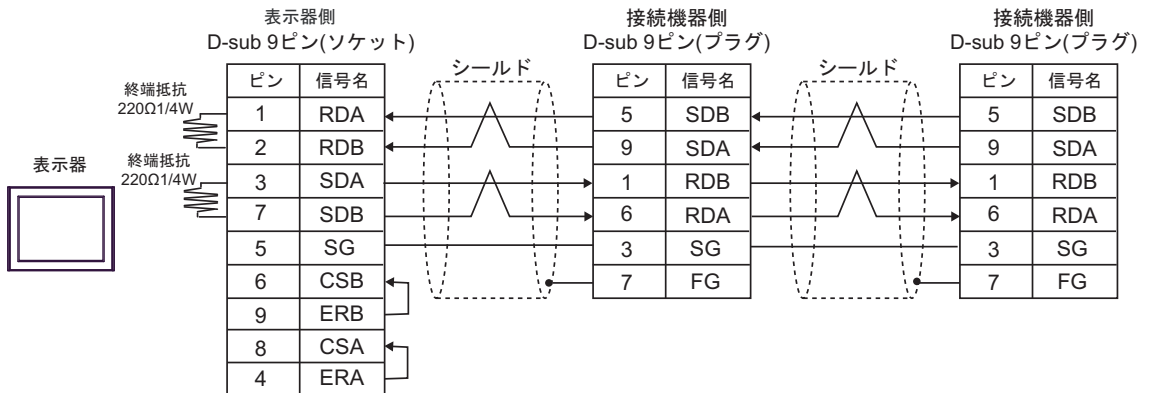 表示器側
D-sub 9ピン(ソケット)
接続機器側
D-sub 9ピン(プラグ)
接続機器側
D-sub 9ピン(プラグ)
終端抵抗
220Ω1/4W
終端抵抗
220Ω1/4W
表示器
ピン 信号名
1 RDA
2 RDB
3 SDA
7 SDB
5 SG
6 CSB
9 ERB
8 CSA
4 ERA
シールド
ピン 信号名
5 SDB
9 SDA
1 RDB
6 RDA
3 SG
7 FG
シールド
ピン 信号名
5 SDB
9 SDA
1 RDB
6 RDA
3 SG
7 FG